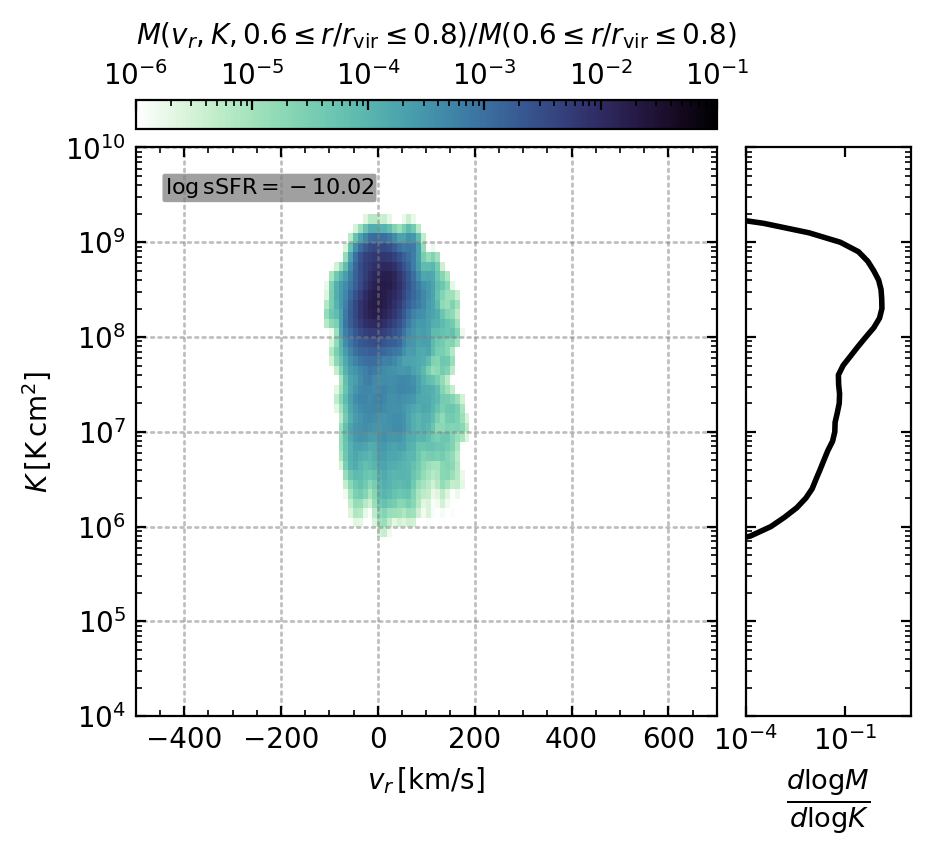 M(v_r, K, 0.6 ≤ r/r_vir ≤ 0.8)/M(0.6 ≤ r/r_vir ≤ 0.8)
10^−6 10^−5 10^−4 10^−3 10^−2 10^−1
log sSFR = −10.02
10^10
10^9
10^8
10^7
10^6
10^5
10^4
K [K cm^2]
−400 −200 0 200 400 600
v_r [km/s]
10^−4 10^−1
dlogM
dlogK